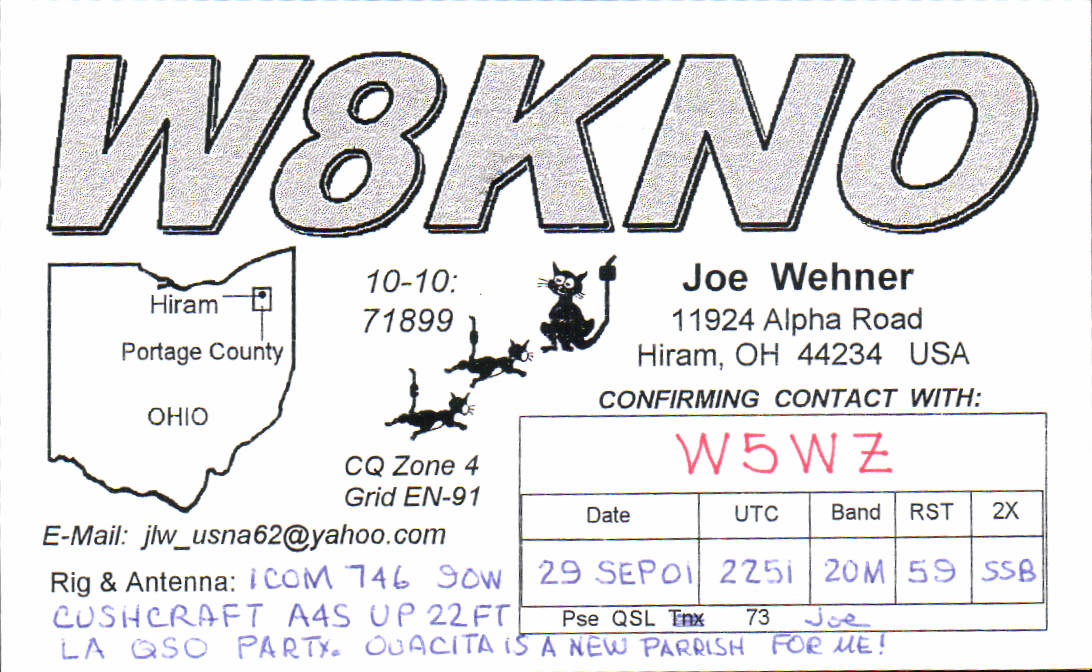 W8KNO
Hiram
Portage County
OHIO
10-10:
71899
CQ Zone 4
Grid EN-91
E-Mail: jlw_usna62@yahoo.com
Joe Wehner
11924 Alpha Road
Hiram, OH 44234 USA
CONFIRMING CONTACT WITH:
W5WZ
Date UTC Band RST 2X
29 SEP01 2251 20M 59 SSB
Pse QSL Tnx 73 Joe
Rig & Antenna: ICOM 746 90W
CUSHCRAFT A4S UP 22FT
LA QSO PARTY. OUACITA IS A NEW PARRISH FOR ME!